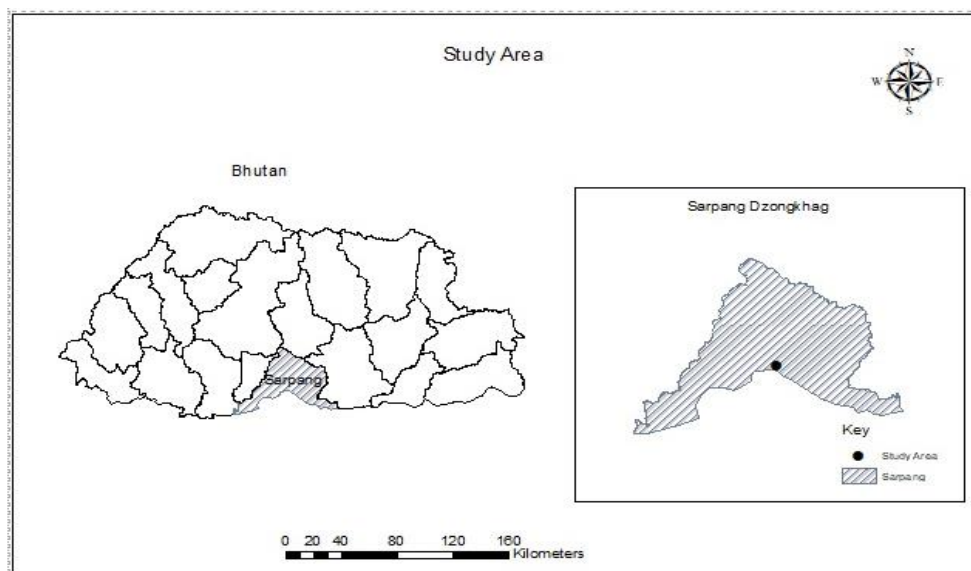 Study Area
N
W E
S
Bhutan
Sarpang
Sarpang Dzongkhag
Key
Study Area
Sarpang
0 20 40 80 120 160
Kilometers